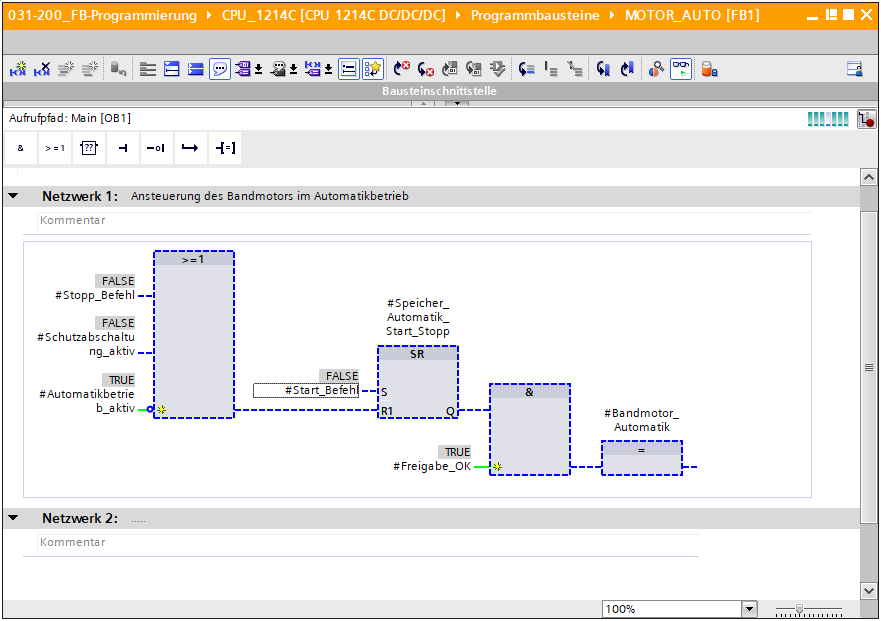 031-200_FB-Programmierung ▸ CPU_1214C [CPU 1214C DC/DC/DC] ▸ Programmbausteine ▸ MOTOR_AUTO [FB1]
Bausteinschnittstelle
Aufrufpfad: Main [OB1]
& >=1 ?? -o| -[=]
Netzwerk 1: Ansteuerung des Bandmotors im Automatikbetrieb
Kommentar
>=1
FALSE
#Stopp_Befehl
FALSE
#Schutzabschaltu
ng_aktiv
TRUE
#Automatikbetrie
b_aktiv
#Speicher_
Automatik_
Start_Stopp
SR
FALSE
#Start_Befehl
S
R1 Q
&
TRUE
#Freigabe_OK
#Bandmotor_
Automatik
=
Netzwerk 2: .....
Kommentar
100%